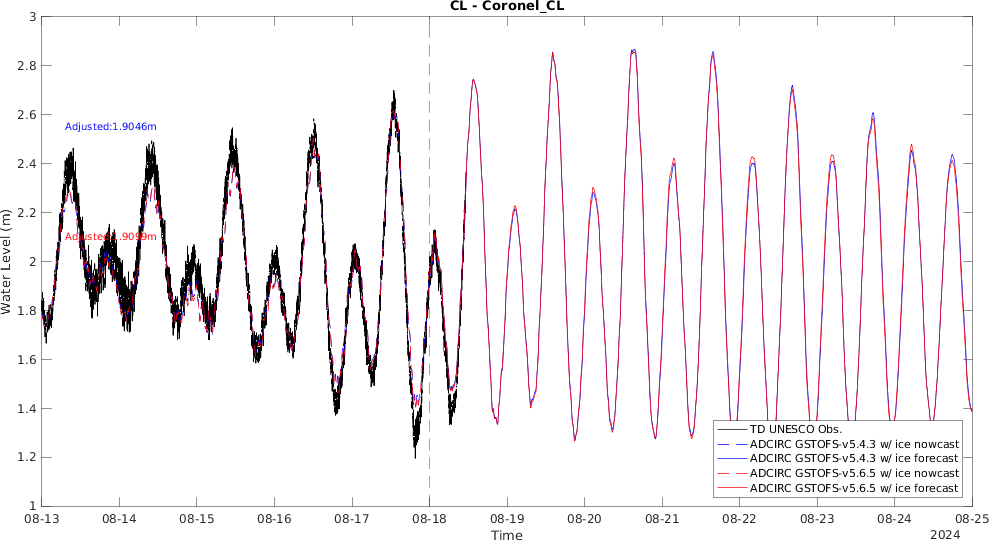 CL - Coronel_CL
3
2.8
2.6
2.4
2.2
2
1.8
1.6
1.4
1.2
1
Water Level (m)
Adjusted:1.9046m
Adjusted:1.9099m
TD UNESCO Obs.
ADCIRC GSTOFS-v5.4.3 w/ ice nowcast
ADCIRC GSTOFS-v5.4.3 w/ ice forecast
ADCIRC GSTOFS-v5.6.5 w/ ice nowcast
ADCIRC GSTOFS-v5.6.5 w/ ice forecast
08-13 08-14 08-15 08-16 08-17 08-18 08-19 08-20 08-21 08-22 08-23 08-24 08-25
Time
2024